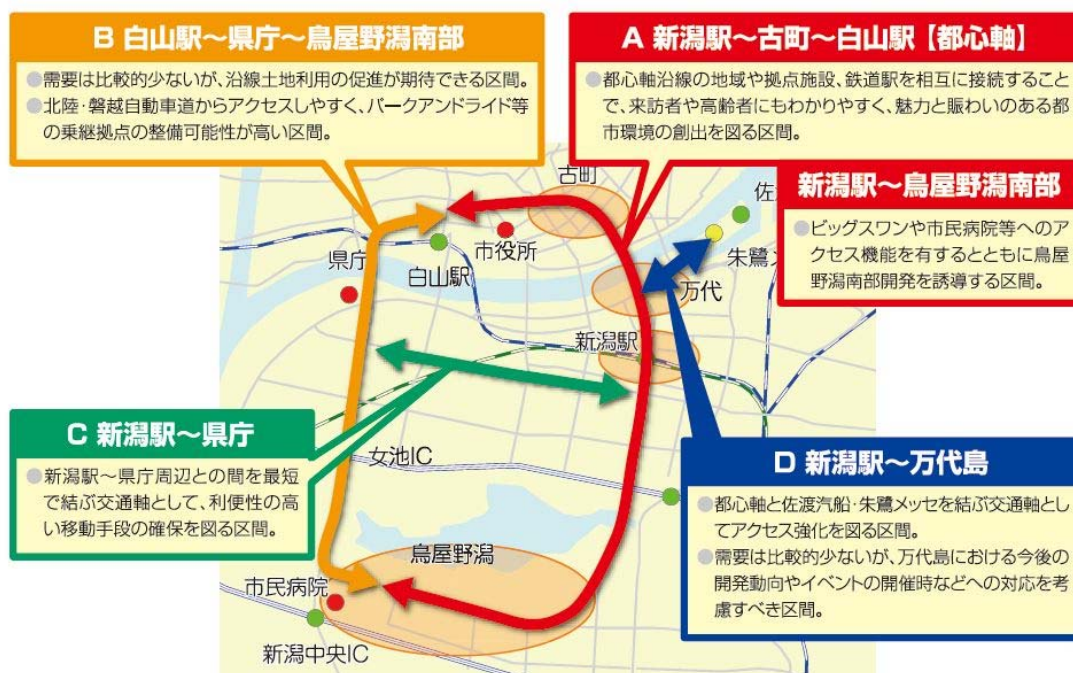 B 白山駅～県庁～鳥屋野潟南部
●需要は比較的少ないが、沿線土地利用の促進が期待できる区間。
●北陸・磐越自動車道からアクセスしやすく、パークアンドライド等
の乗継拠点の整備可能性が高い区間。
A 新潟駅～古町～白山駅【都心軸】
●都心軸沿線の地域や拠点施設、鉄道駅を相互に接続すること
で、来訪者や高齢者にもわかりやすく、魅力と賑わいのある都
市環境の創出を図る区間。
新潟駅～鳥屋野潟南部
●ビッグスワンや市民病院等へのア
クセス機能を有するとともに鳥屋
野潟南部開発を誘導する区間。
古町
佐
市役所
朱鷺メッ
県庁
白山駅
万代
新潟駅
C 新潟駅～県庁
●新潟駅～県庁周辺との間を最短
で結ぶ交通軸として、利便性の高
い移動手段の確保を図る区間。
女池IC
D 新潟駅～万代島
●都心軸と佐渡汽船・朱鷺メッセを結ぶ交通軸とし
てアクセス強化を図る区間。
●需要は比較的少ないが、万代島における今後の
開発動向やイベントの開催時などへの対応を考
慮すべき区間。
鳥屋野潟
市民病院
新潟中央IC